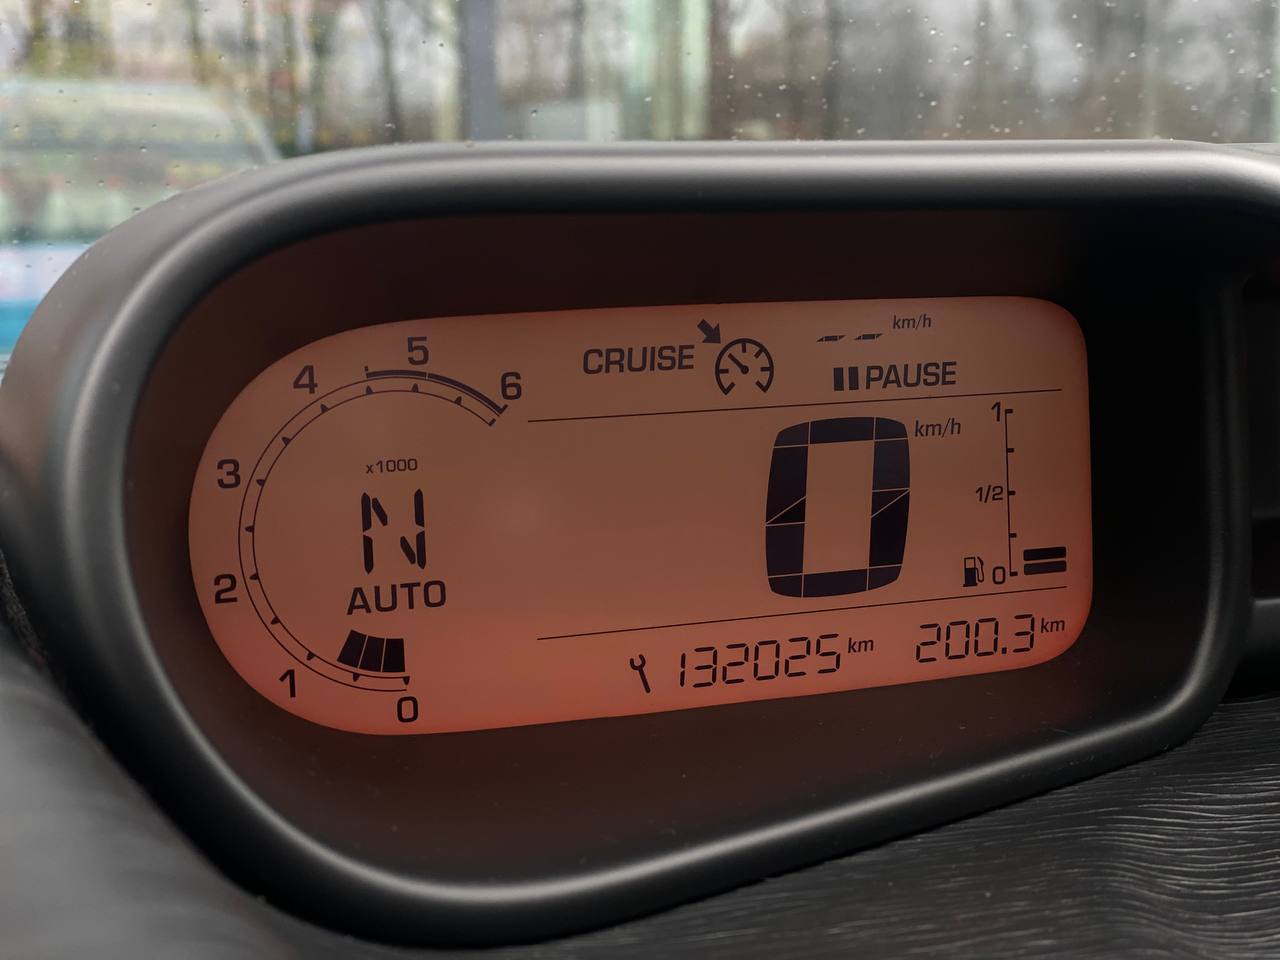 CRUISE -- -- km/h
PAUSE
6
5
4
3
2
1
0
x1000
N
AUTO
0 km/h
1
1/2
0
132025 km 200.3 km